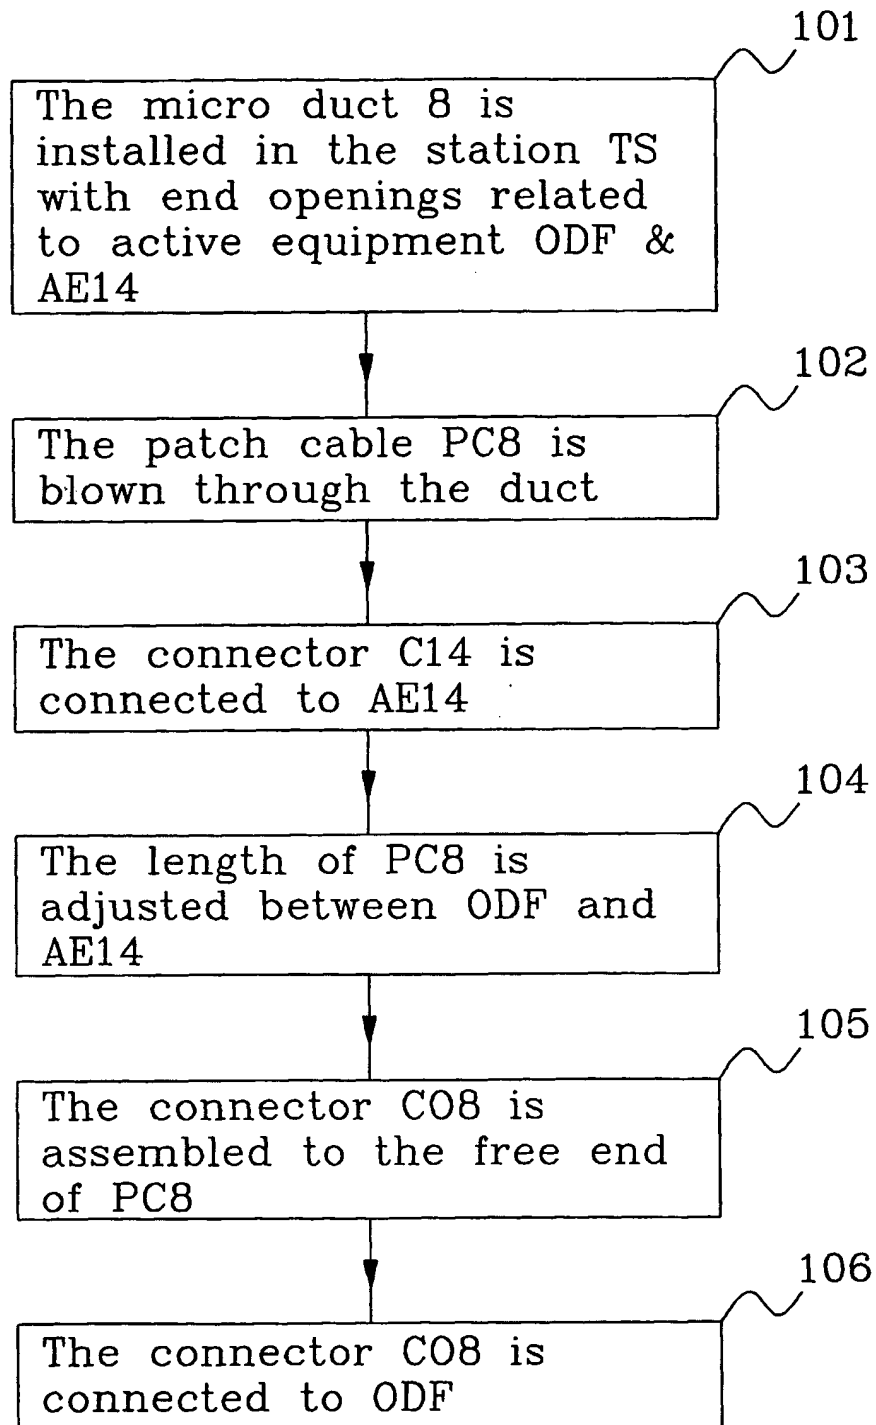 101
The micro duct 8 is
installed in the station TS
with end openings related
to active equipment ODF &
AE14
102
The patch cable PC8 is
blown through the duct
103
The connector C14 is
connected to AE14
104
The length of PC8 is
adjusted between ODF and
AE14
105
The connector CO8 is
assembled to the free end
of PC8
106
The connector CO8 is
connected to ODF